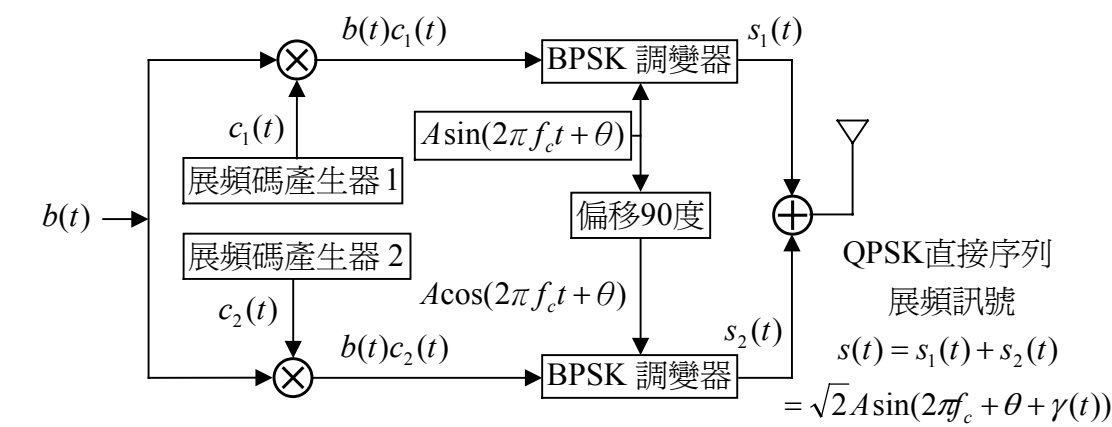 b(t)c₁(t)
s₁(t)
BPSK 調變器
c₁(t)
A sin(2π f_c t + θ)
展頻碼產生器1
b(t)
偏移90度
展頻碼產生器 2
QPSK直接序列
展頻訊號
c₂(t)
A cos(2π f_c t + θ)
b(t)c₂(t)
s₂(t)
BPSK 調變器
s(t) = s₁(t) + s₂(t)
= √2 A sin(2πf_c + θ + γ(t))